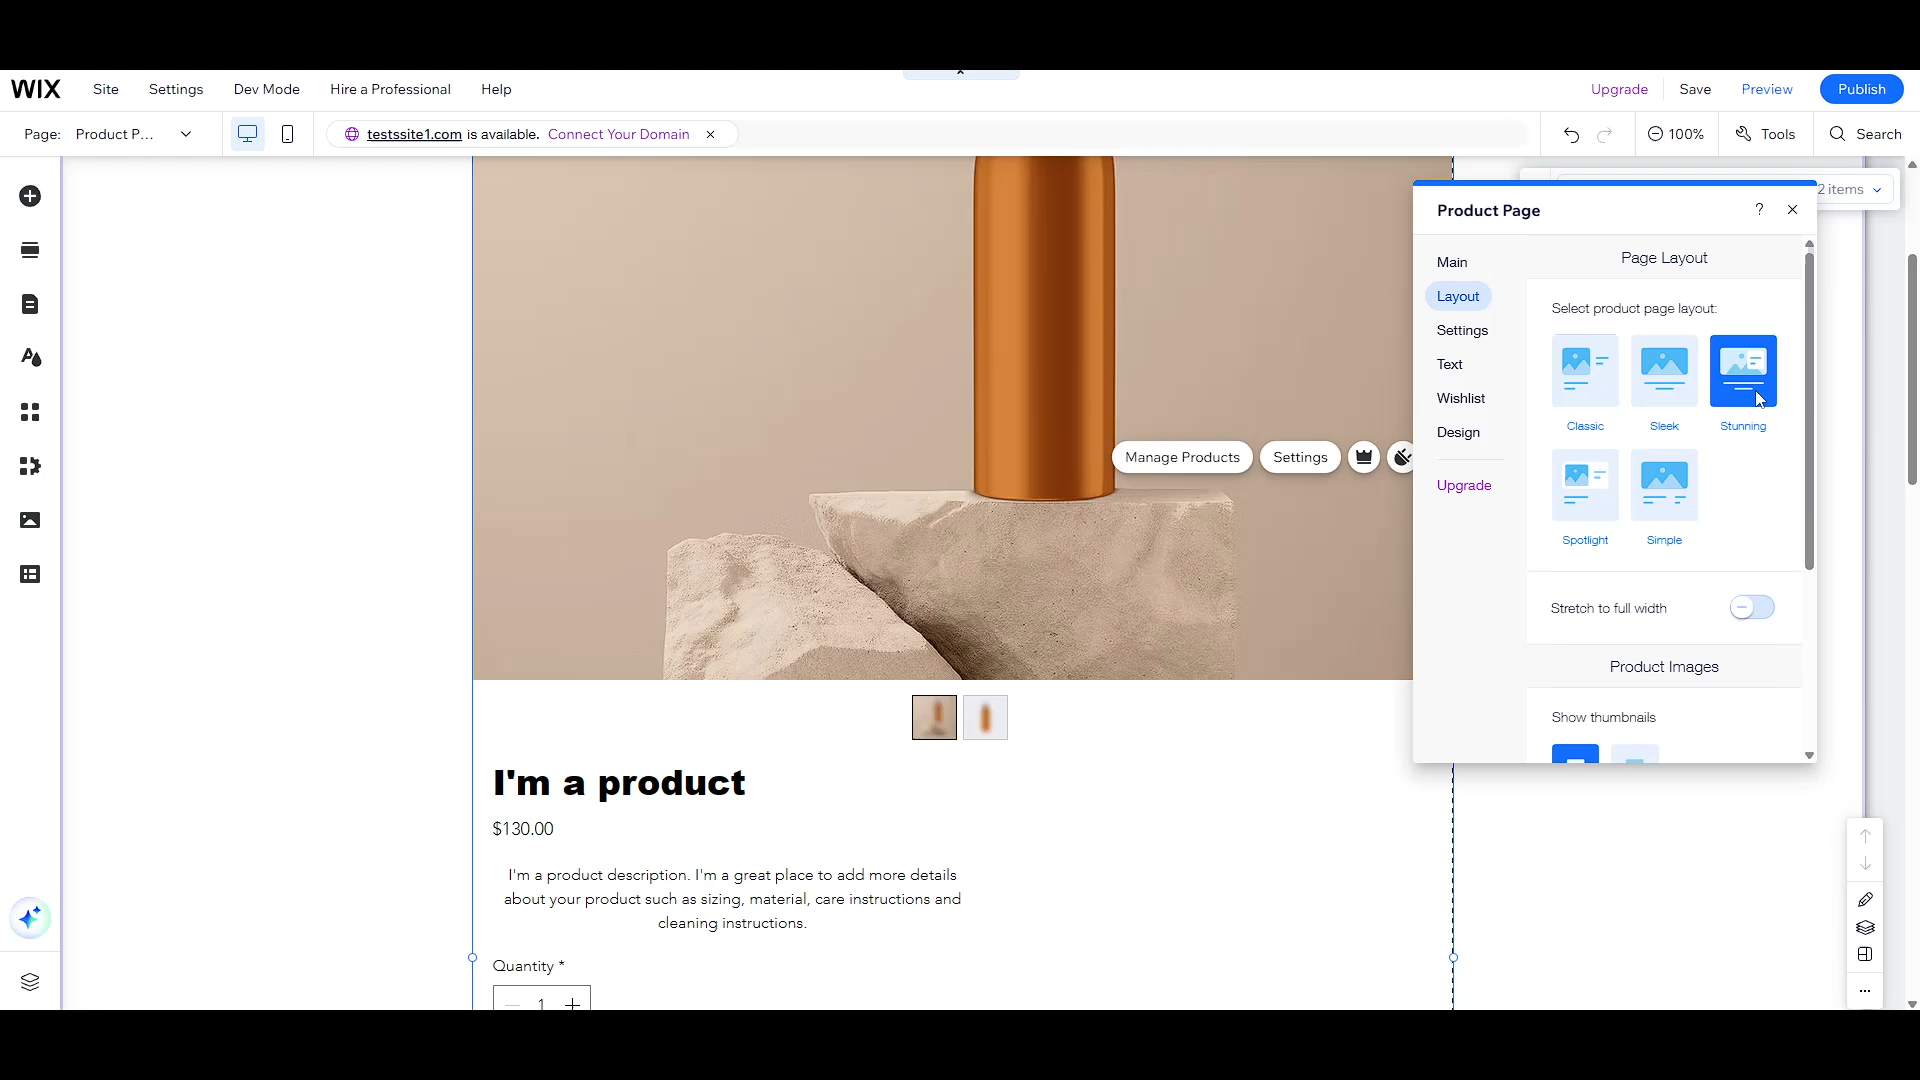 WIX Site Settings Dev Mode Hire a Professional Help Upgrade Save Preview Publish
Page: Product P... testssite1.com is available. Connect Your Domain 100% Tools Search
2 items
Product Page ?
Main
Layout
Settings
Text
Wishlist
Design
Upgrade
Page Layout
Select product page layout:
Classic Sleek Stunning
Spotlight Simple
Stretch to full width
Product Images
Show thumbnails
Manage Products Settings
I'm a product
$130.00
I'm a product description. I'm a great place to add more details
about your product such as sizing, material, care instructions and
cleaning instructions.
Quantity *
1